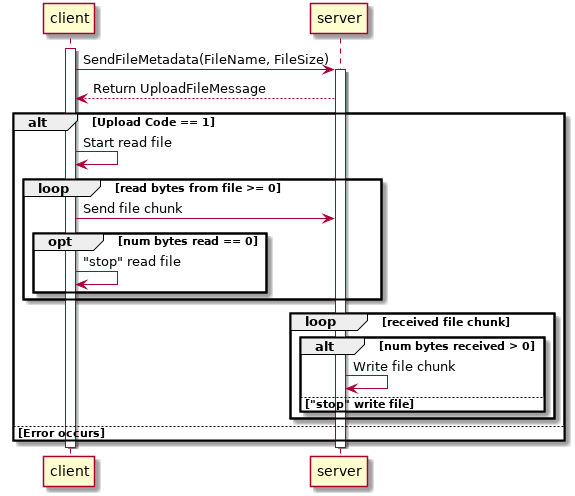 client server
SendFileMetadata(FileName, FileSize)
Return UploadFileMessage
alt [Upload Code == 1]
Start read file
loop [read bytes from file >= 0]
Send file chunk
opt [num bytes read == 0]
"stop" read file
loop [received file chunk]
alt [num bytes received > 0]
Write file chunk
["stop" write file]
[Error occurs]
client server